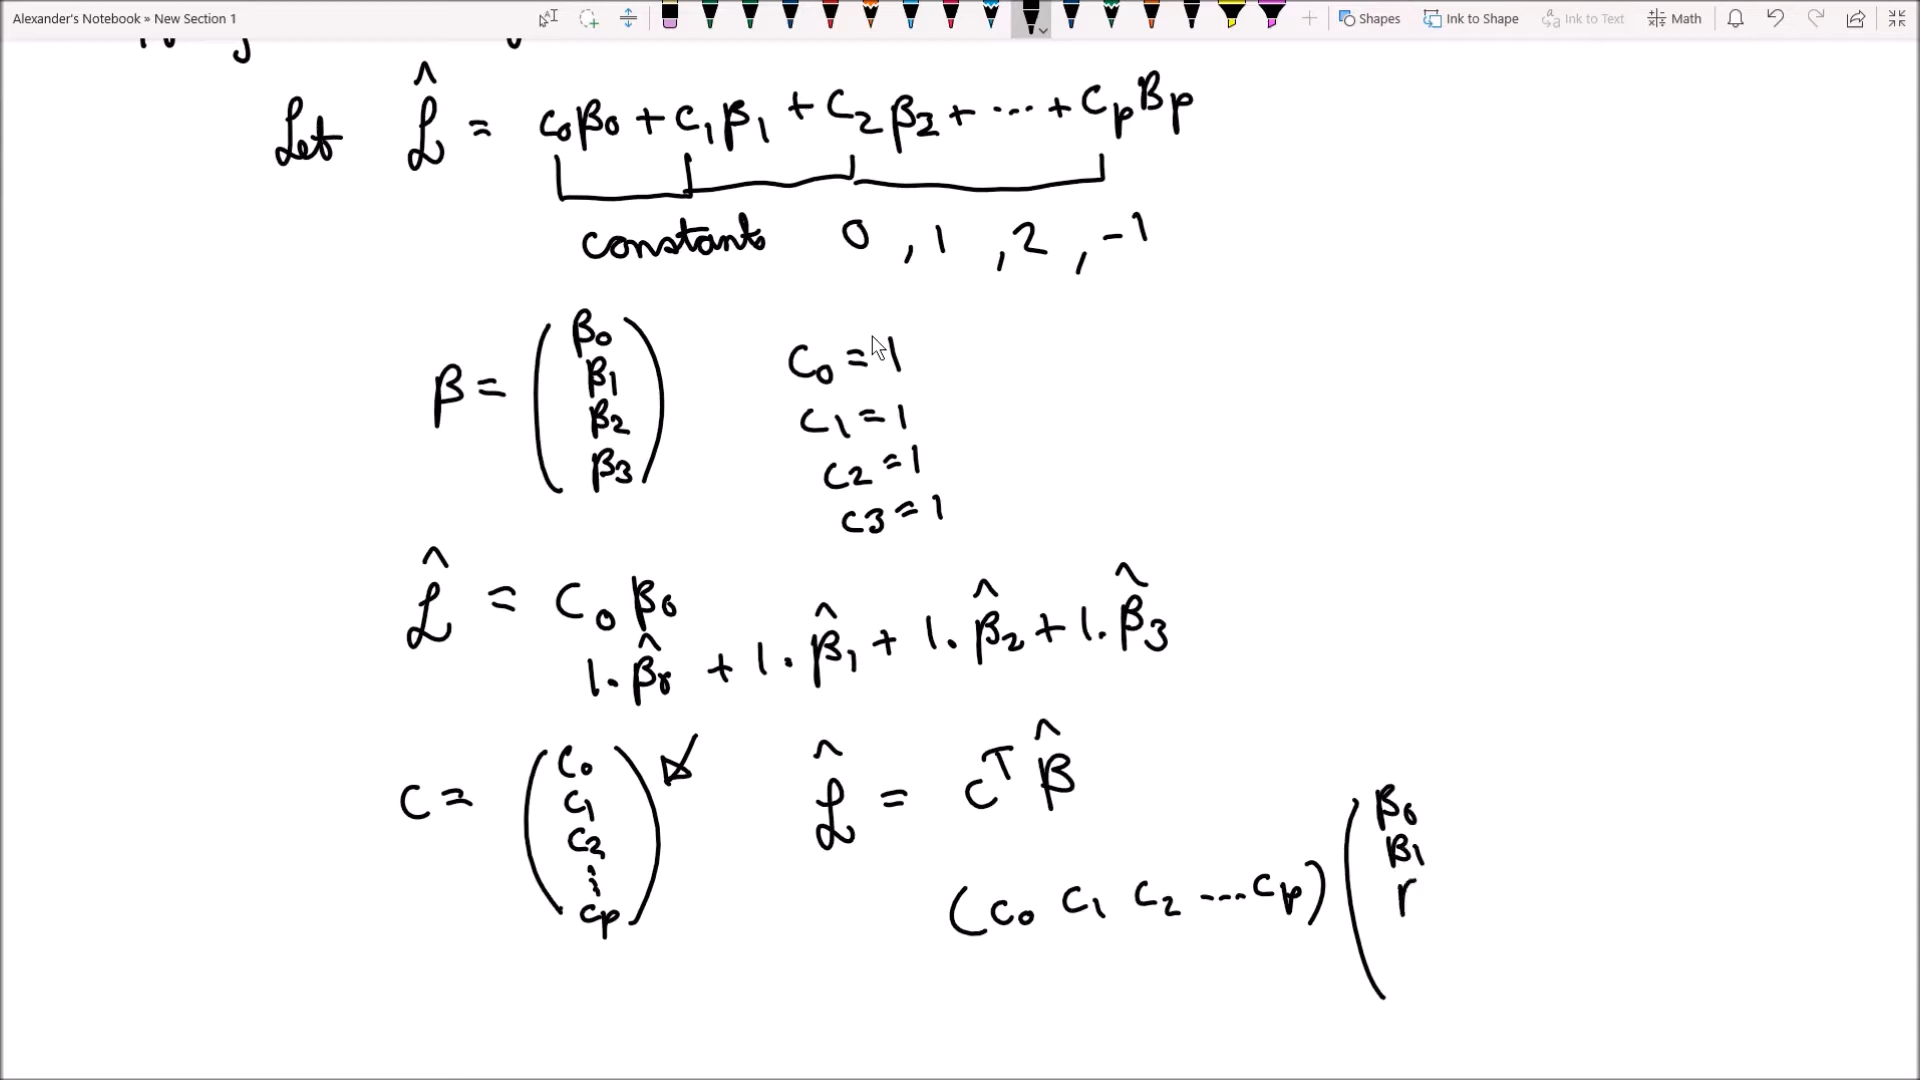 Alexander's Notebook » New Section 1
Shapes Ink to Shape Ink to Text Math
Let L̂ = c₀β₀ + c₁β₁ + c₂β₂ + ... + cₚβₚ
constants 0 , 1 , 2 , -1
β = (β₀ β₁ β₂ β₃)
c₀ = 1
c₁ = 1
c₂ = 1
c₃ = 1
L̂ = c₀β₀
1.β̂₀ + 1.β̂₁ + 1.β̂₂ + 1.β̂₃
c = (c₀ c₁ c₂ ⋮ cₚ)
L̂ = cᵀ β̂
(c₀ c₁ c₂ .... cₚ) (β₀ β₁